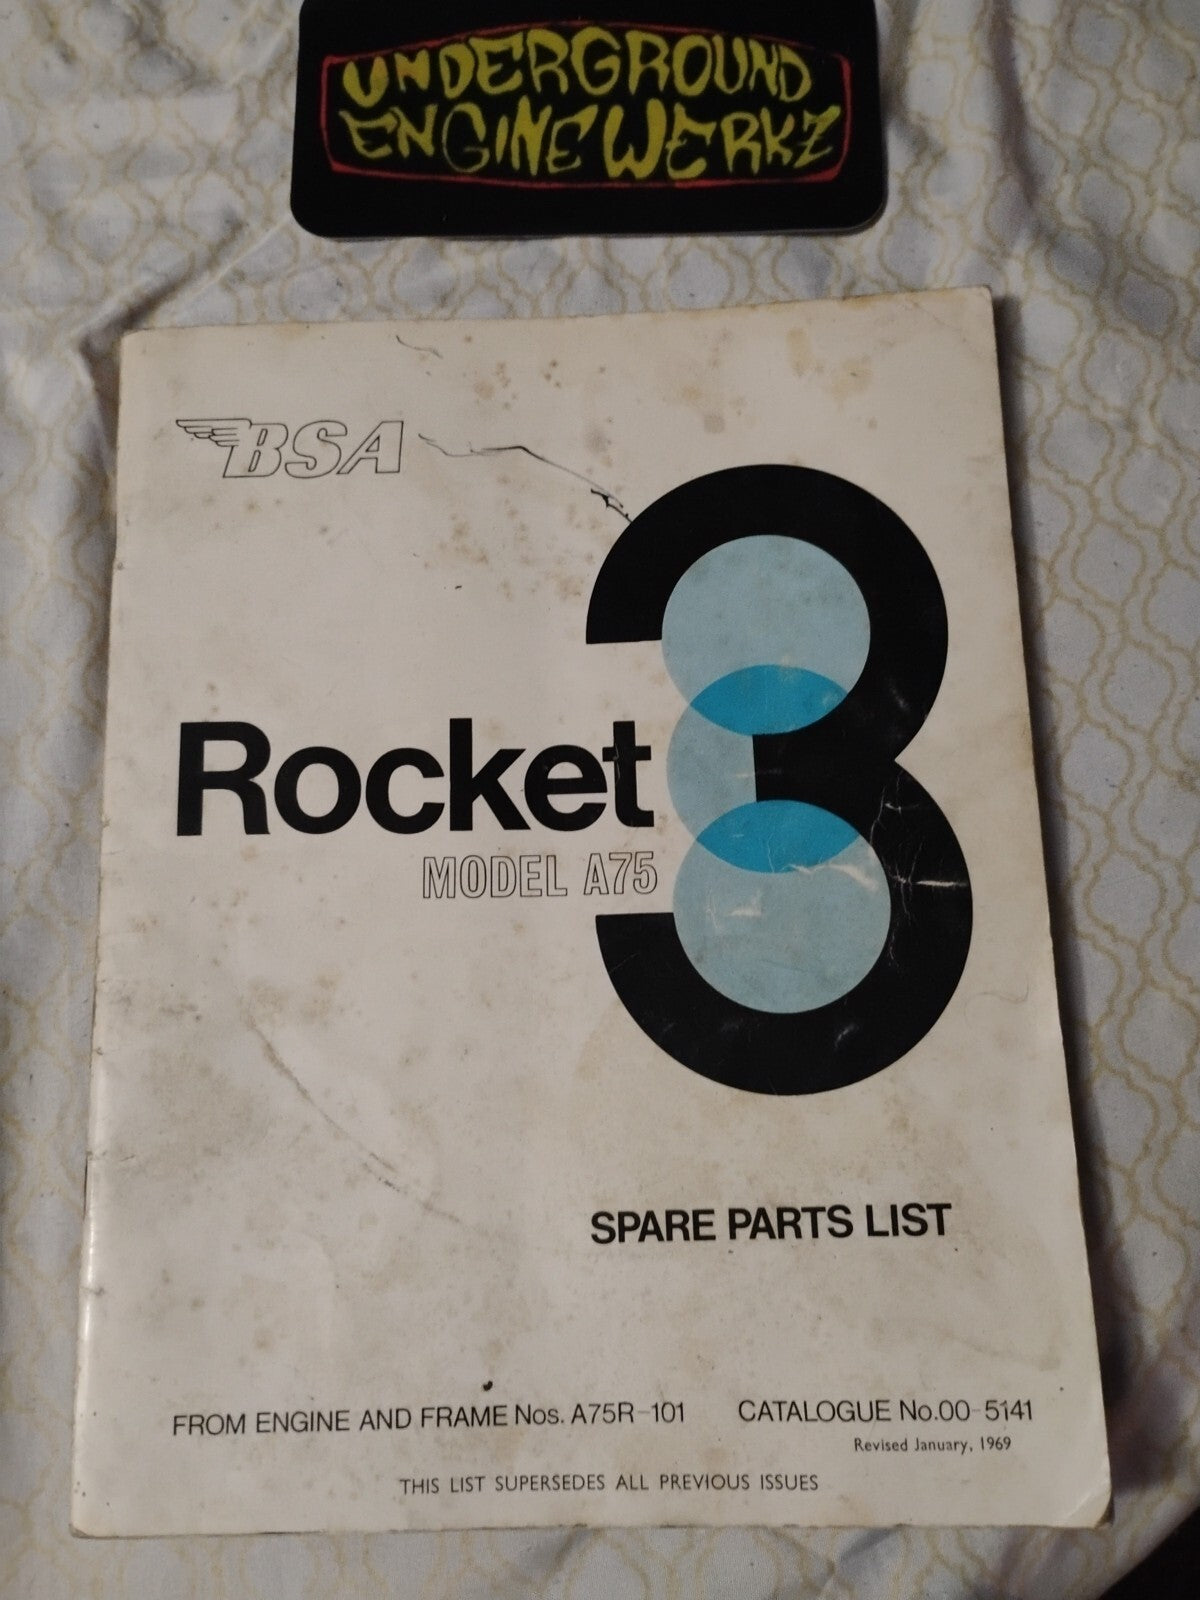 UNDERGROUND
ENGINE WERKZ
BSA
3
Rocket
MODEL A75
SPARE PARTS LIST
FROM ENGINE AND FRAME Nos. A75R-101 CATALOGUE No.00-5141
Revised January, 1969
THIS LIST SUPERSEDES ALL PREVIOUS ISSUES